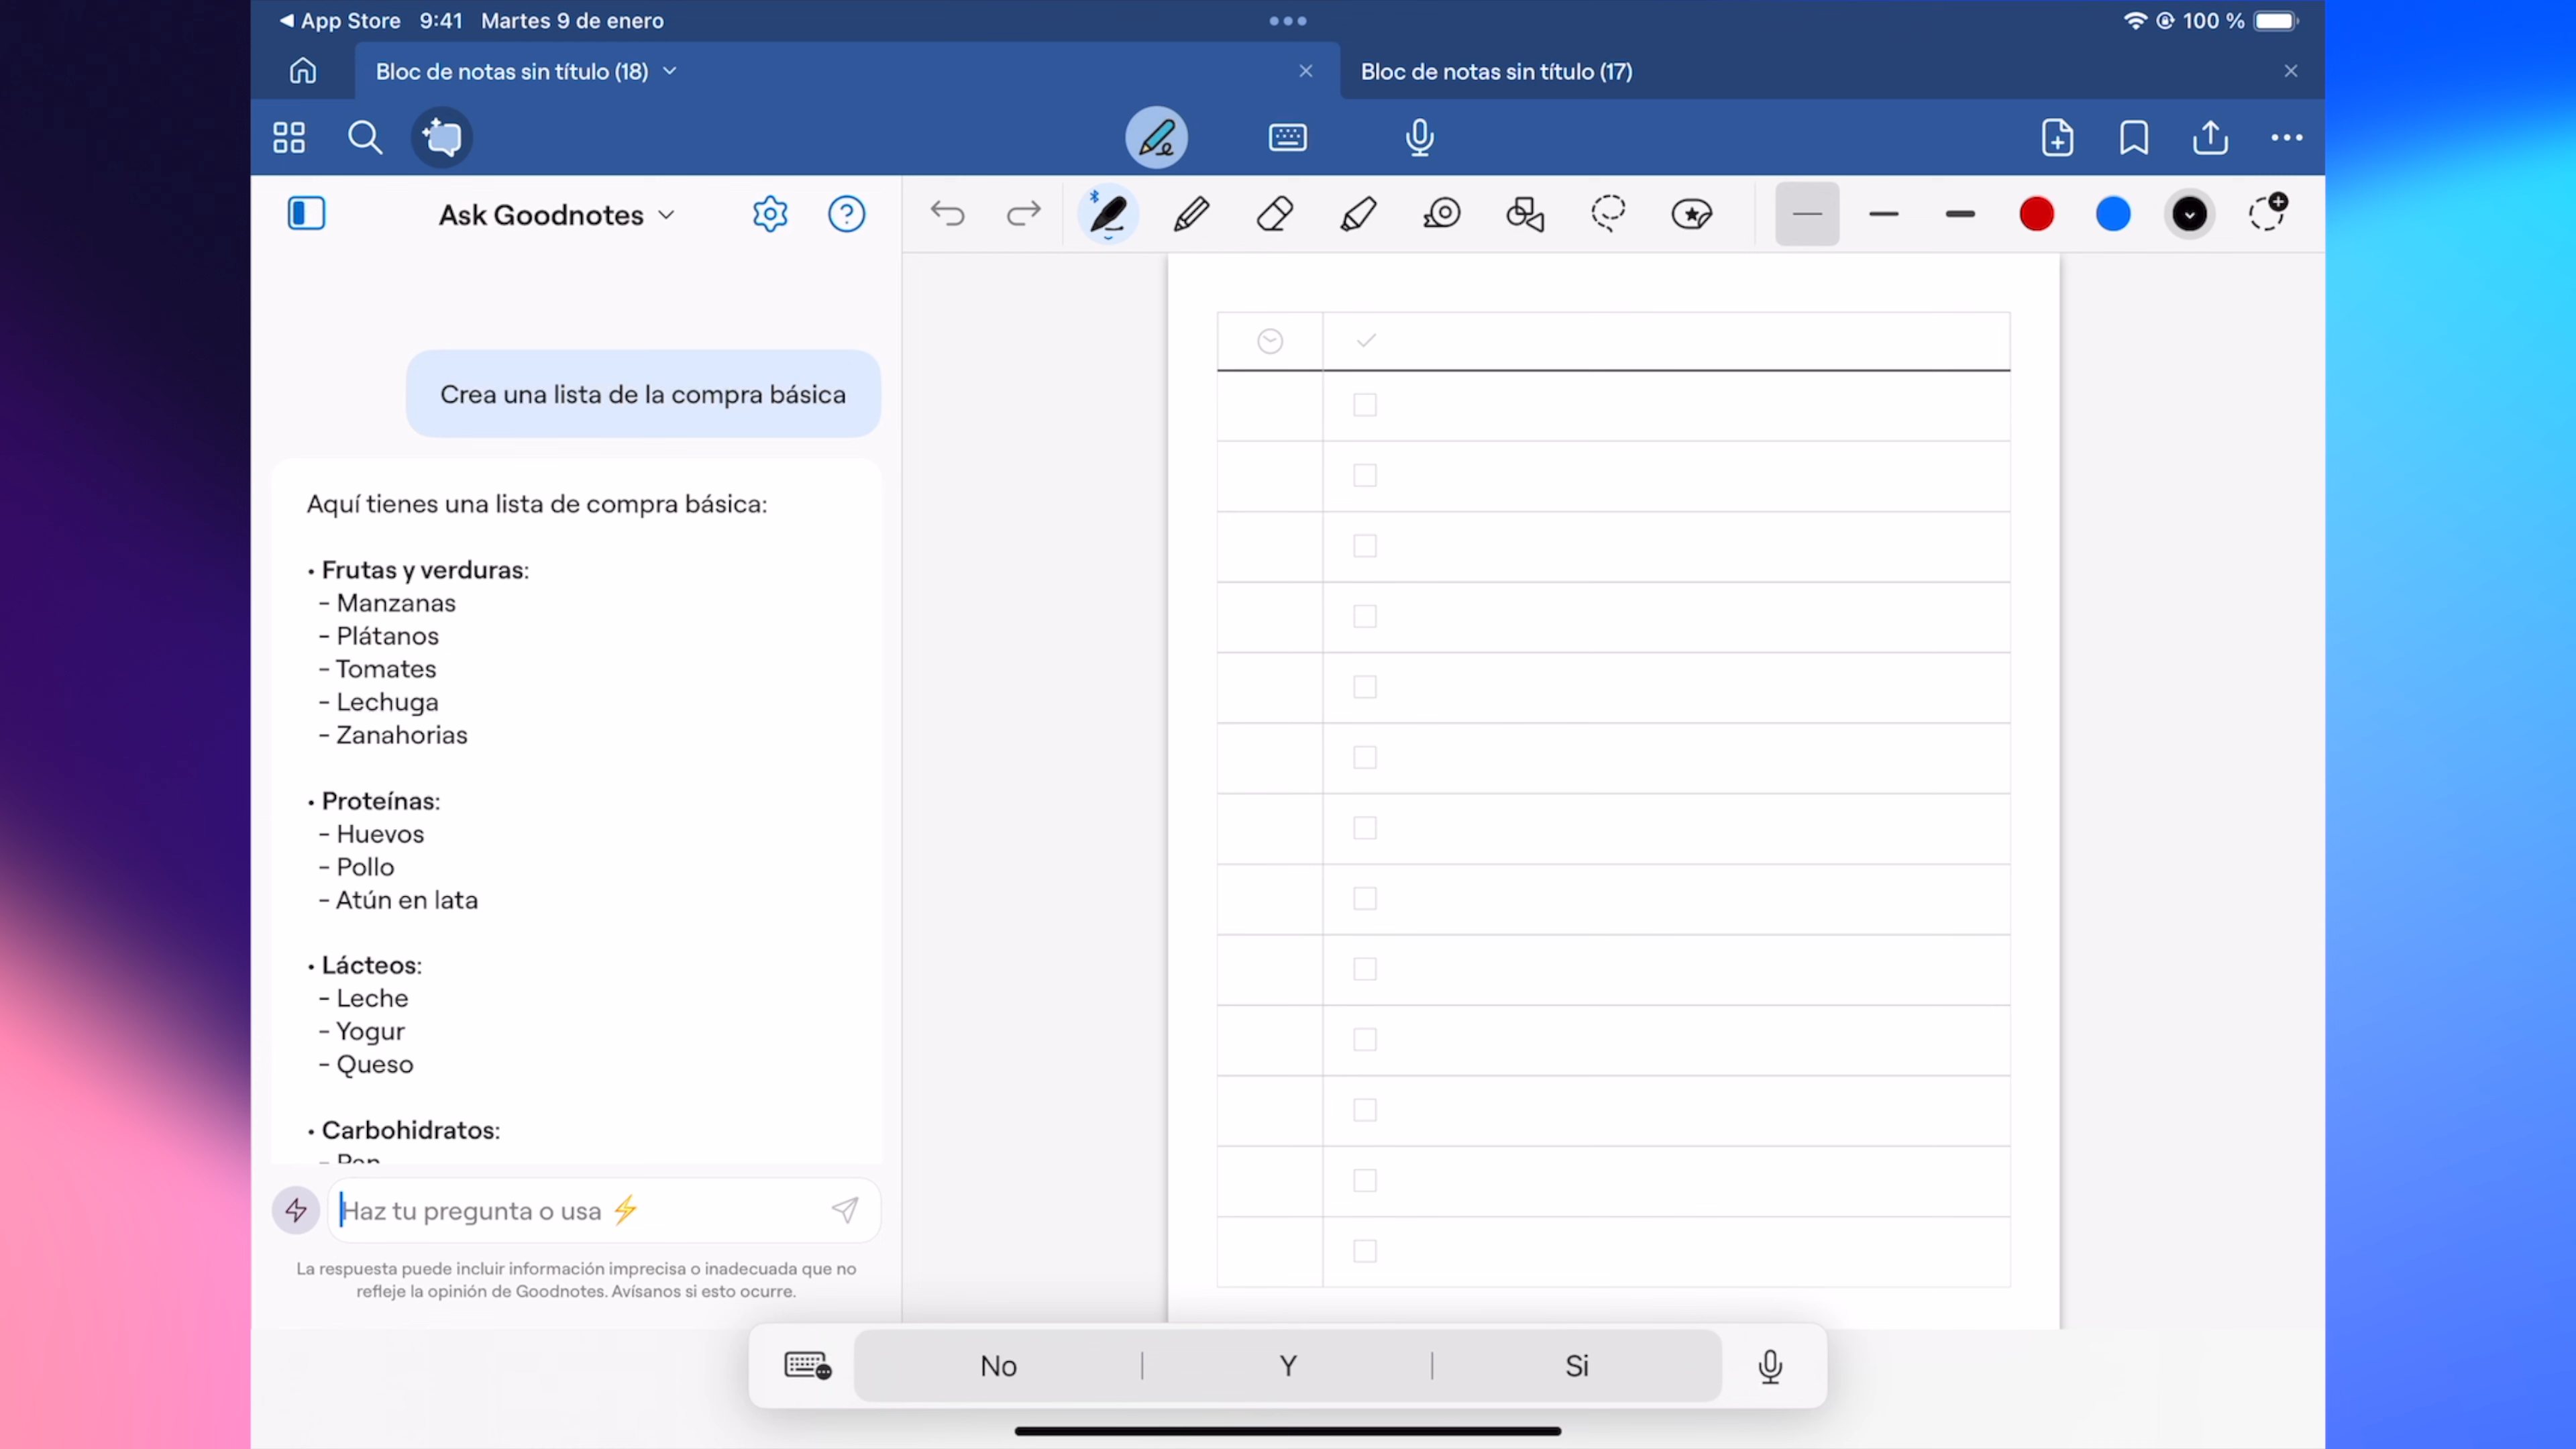 App Store 9:41 Martes 9 de enero
100 %
Bloc de notas sin título (18)
Bloc de notas sin título (17)
Ask Goodnotes
Crea una lista de la compra básica
Aquí tienes una lista de compra básica:
• Frutas y verduras:
- Manzanas
- Plátanos
- Tomates
- Lechuga
- Zanahorias
• Proteínas:
- Huevos
- Pollo
- Atún en lata
• Lácteos:
- Leche
- Yogur
- Queso
• Carbohidratos:
- Pan
Haz tu pregunta o usa ⚡
La respuesta puede incluir información imprecisa o inadecuada que no
refleje la opinión de Goodnotes. Avísanos si esto ocurre.
No
Y
Si